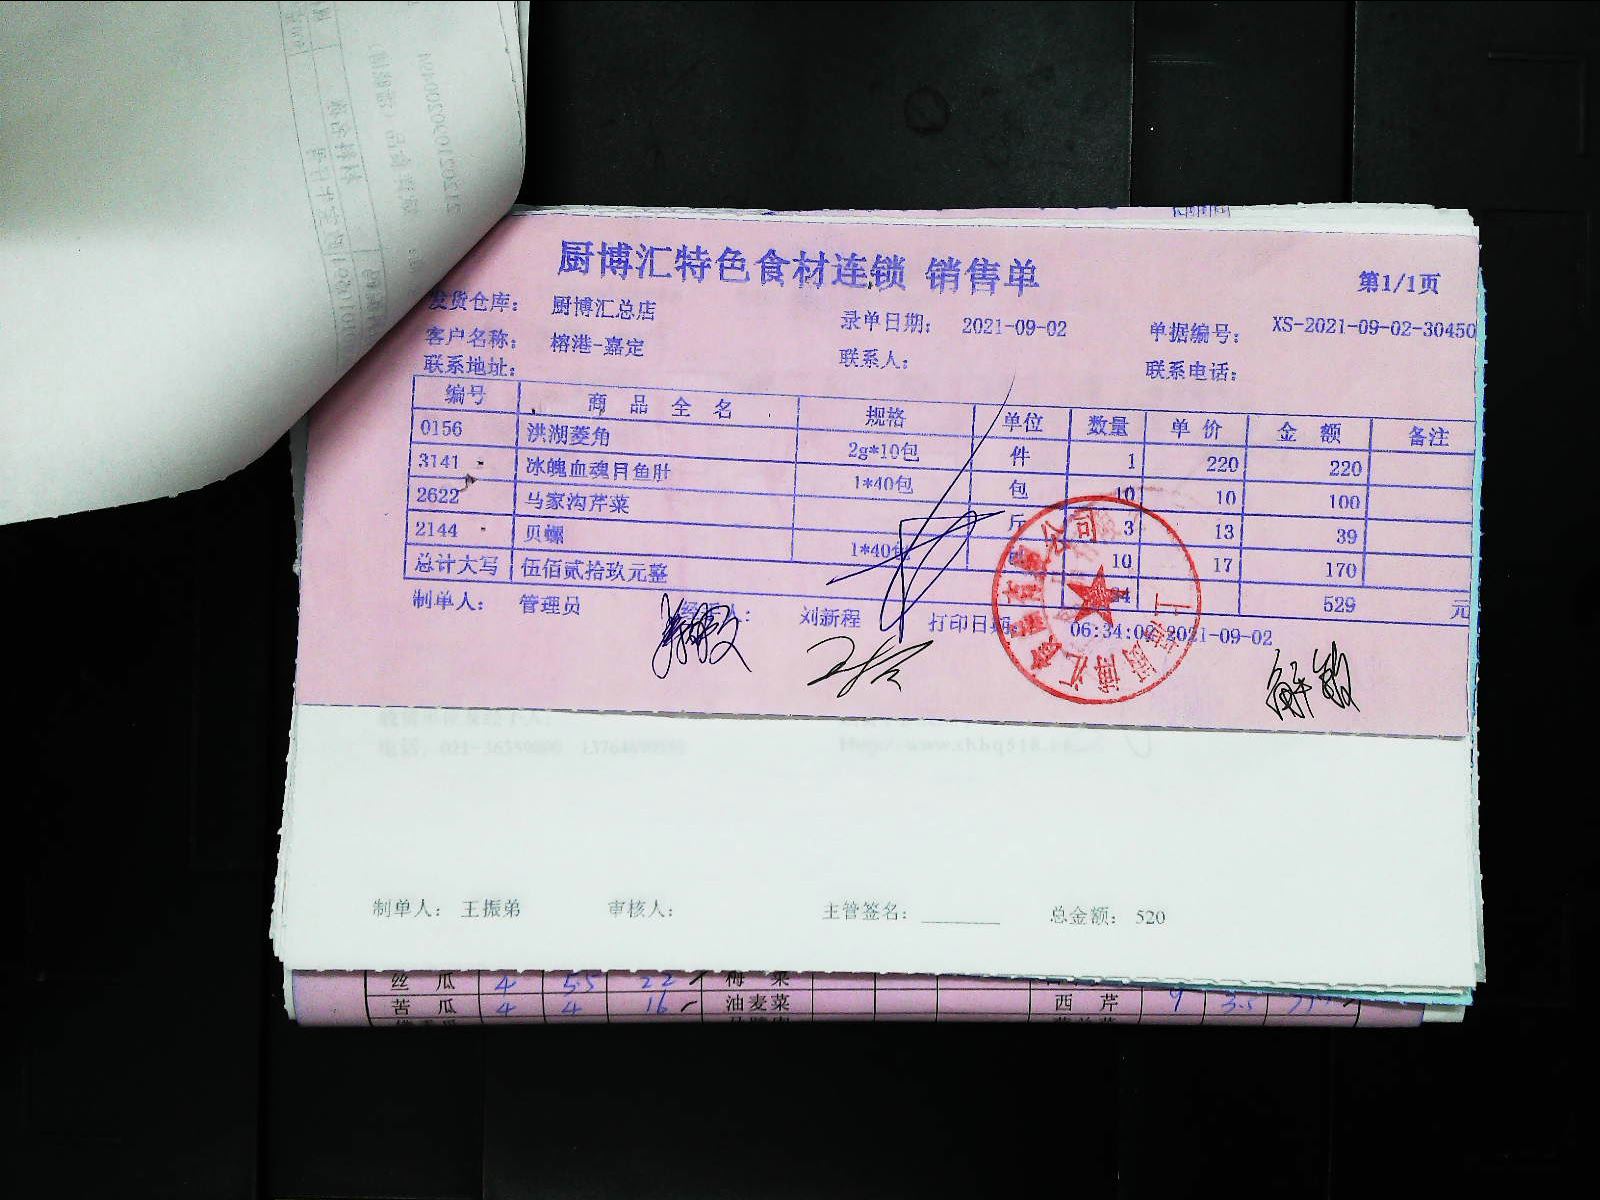 厨博汇特色食材连锁 销售单
第1/1页
发货仓库： 厨博汇总店 录单日期： 2021-09-02 单据编号： XS-2021-09-02-30450
客户名称： 榕港-嘉定 联系人： 联系电话：
联系地址：
编号 商品全名 规格 单位 数量 单价 金额 备注
0156 洪湖菱角 2g*10包 件 1 220 220
3141 冰魄血魂目鱼肚 1*40包 包 10 10 100
2622 马家沟芹菜 斤 3 13 39
2144 贝螺 1*40包 10 17 170
总计大写 伍佰贰拾玖元整 24 529 元
制单人： 管理员 经手人： 刘新程 打印日期： 06:34:0 2021-09-02
制单人： 王振弟 审核人： 主管签名： 总金额： 520
丝瓜 4 5.5 22
苦瓜 4 4 16 油麦菜 西芹 9 3.5